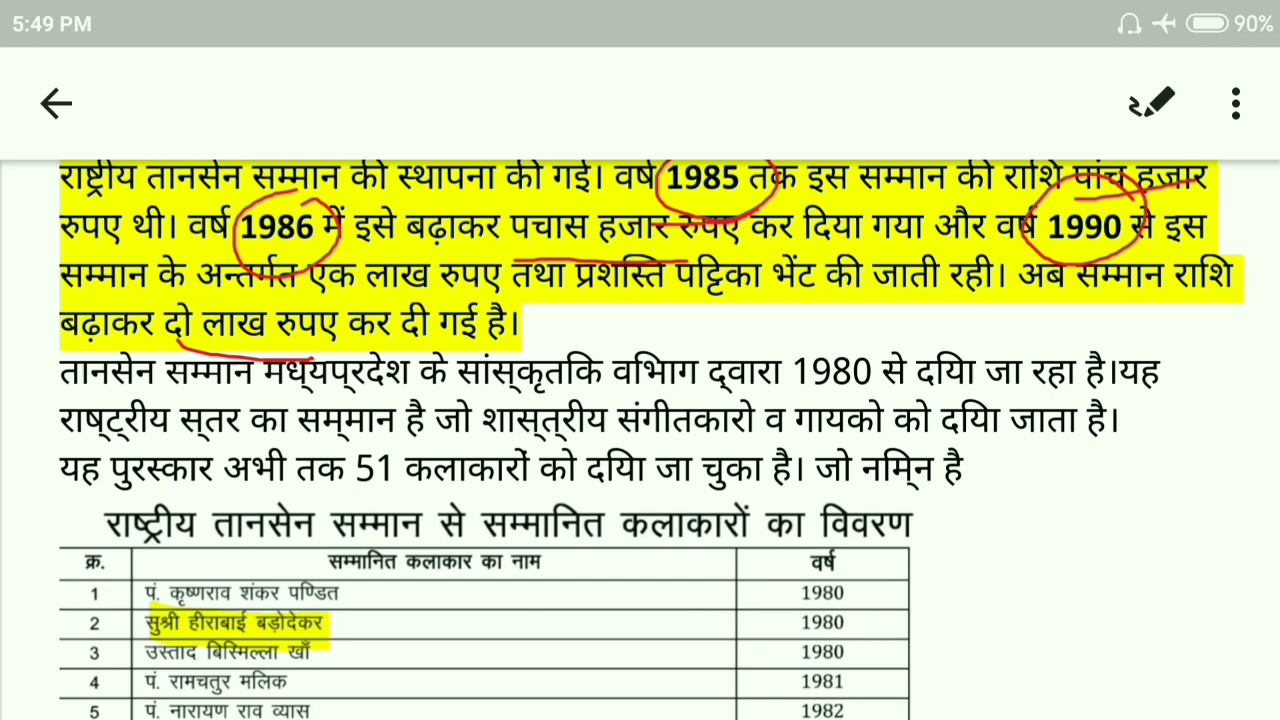 5:49 PM
90%
राष्ट्रीय तानसेन सम्मान की स्थापना की गई। वर्ष 1985 तक इस सम्मान की राशि पांच हजार
रुपए थी। वर्ष 1986 में इसे बढ़ाकर पचास हजार रुपए कर दिया गया और वर्ष 1990 से इस
सम्मान के अन्तर्गत एक लाख रुपए तथा प्रशस्ति पट्टिका भेंट की जाती रही। अब सम्मान राशि
बढ़ाकर दो लाख रुपए कर दी गई है।
तानसेन सम्मान मध्यप्रदेश के सांस्कृतकि वभिाग द्वारा 1980 से दयिा जा रहा है।यह
राष्ट्रीय स्तर का सम्मान है जो शास्त्रीय संगीतकारो व गायको को दयिा जाता है।
यह पुरस्कार अभी तक 51 कलाकारों को दयिा जा चुका है। जो नम्नि है
राष्ट्रीय तानसेन सम्मान से सम्मानित कलाकारों का विवरण
क्र. सम्मानित कलाकार का नाम वर्ष
1 पं. कृष्णराव शंकर पण्डित 1980
2 सुश्री हीराबाई बड़ोदेकर 1980
3 उस्ताद बिस्मिल्ला खाँ 1980
4 पं. रामचतुर मलिक 1981
5 पं. नारायण राव व्यास 1982